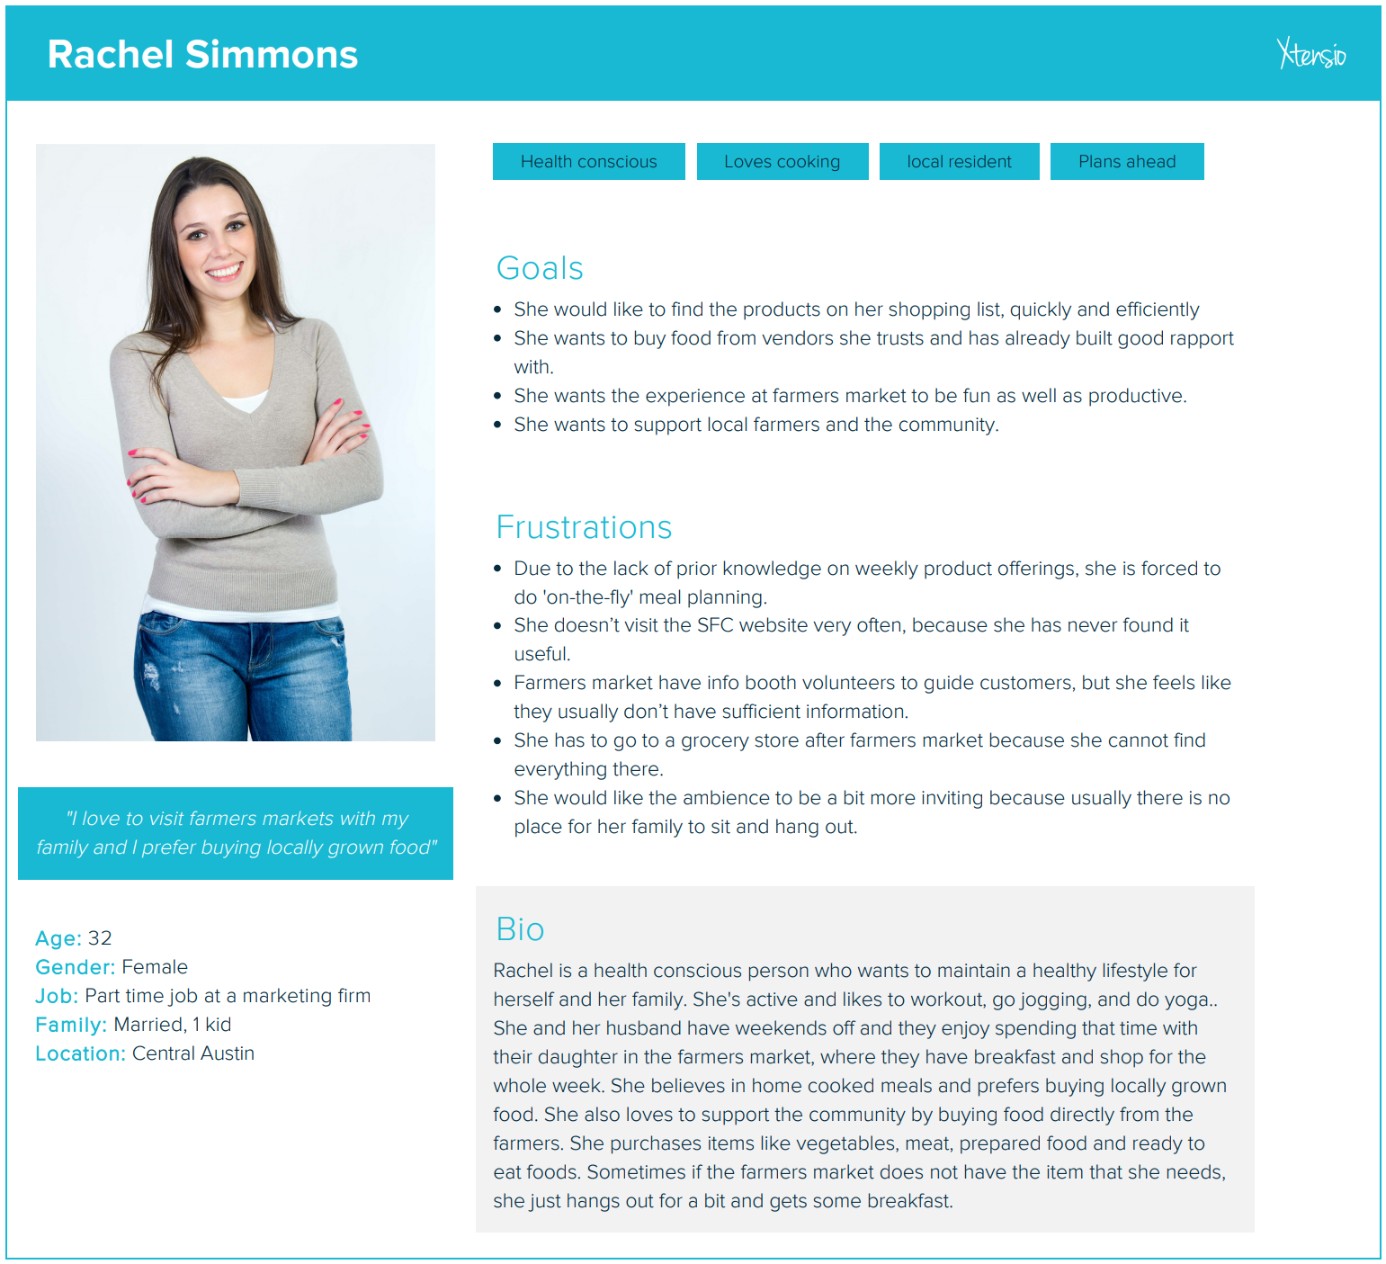 Rachel Simmons
Xtensio
Health conscious
Loves cooking
local resident
Plans ahead
Goals
• She would like to find the products on her shopping list, quickly and efficiently
• She wants to buy food from vendors she trusts and has already built good rapport
with.
• She wants the experience at farmers market to be fun as well as productive.
• She wants to support local farmers and the community.
Frustrations
• Due to the lack of prior knowledge on weekly product offerings, she is forced to
do 'on-the-fly' meal planning.
• She doesn’t visit the SFC website very often, because she has never found it
useful.
• Farmers market have info booth volunteers to guide customers, but she feels like
they usually don’t have sufficient information.
• She has to go to a grocery store after farmers market because she cannot find
everything there.
• She would like the ambience to be a bit more inviting because usually there is no
place for her family to sit and hang out.
"I love to visit farmers markets with my
family and I prefer buying locally grown food"
Age: 32
Gender: Female
Job: Part time job at a marketing firm
Family: Married, 1 kid
Location: Central Austin
Bio
Rachel is a health conscious person who wants to maintain a healthy lifestyle for
herself and her family. She's active and likes to workout, go jogging, and do yoga..
She and her husband have weekends off and they enjoy spending that time with
their daughter in the farmers market, where they have breakfast and shop for the
whole week. She believes in home cooked meals and prefers buying locally grown
food. She also loves to support the community by buying food directly from the
farmers. She purchases items like vegetables, meat, prepared food and ready to
eat foods. Sometimes if the farmers market does not have the item that she needs,
she just hangs out for a bit and gets some breakfast.